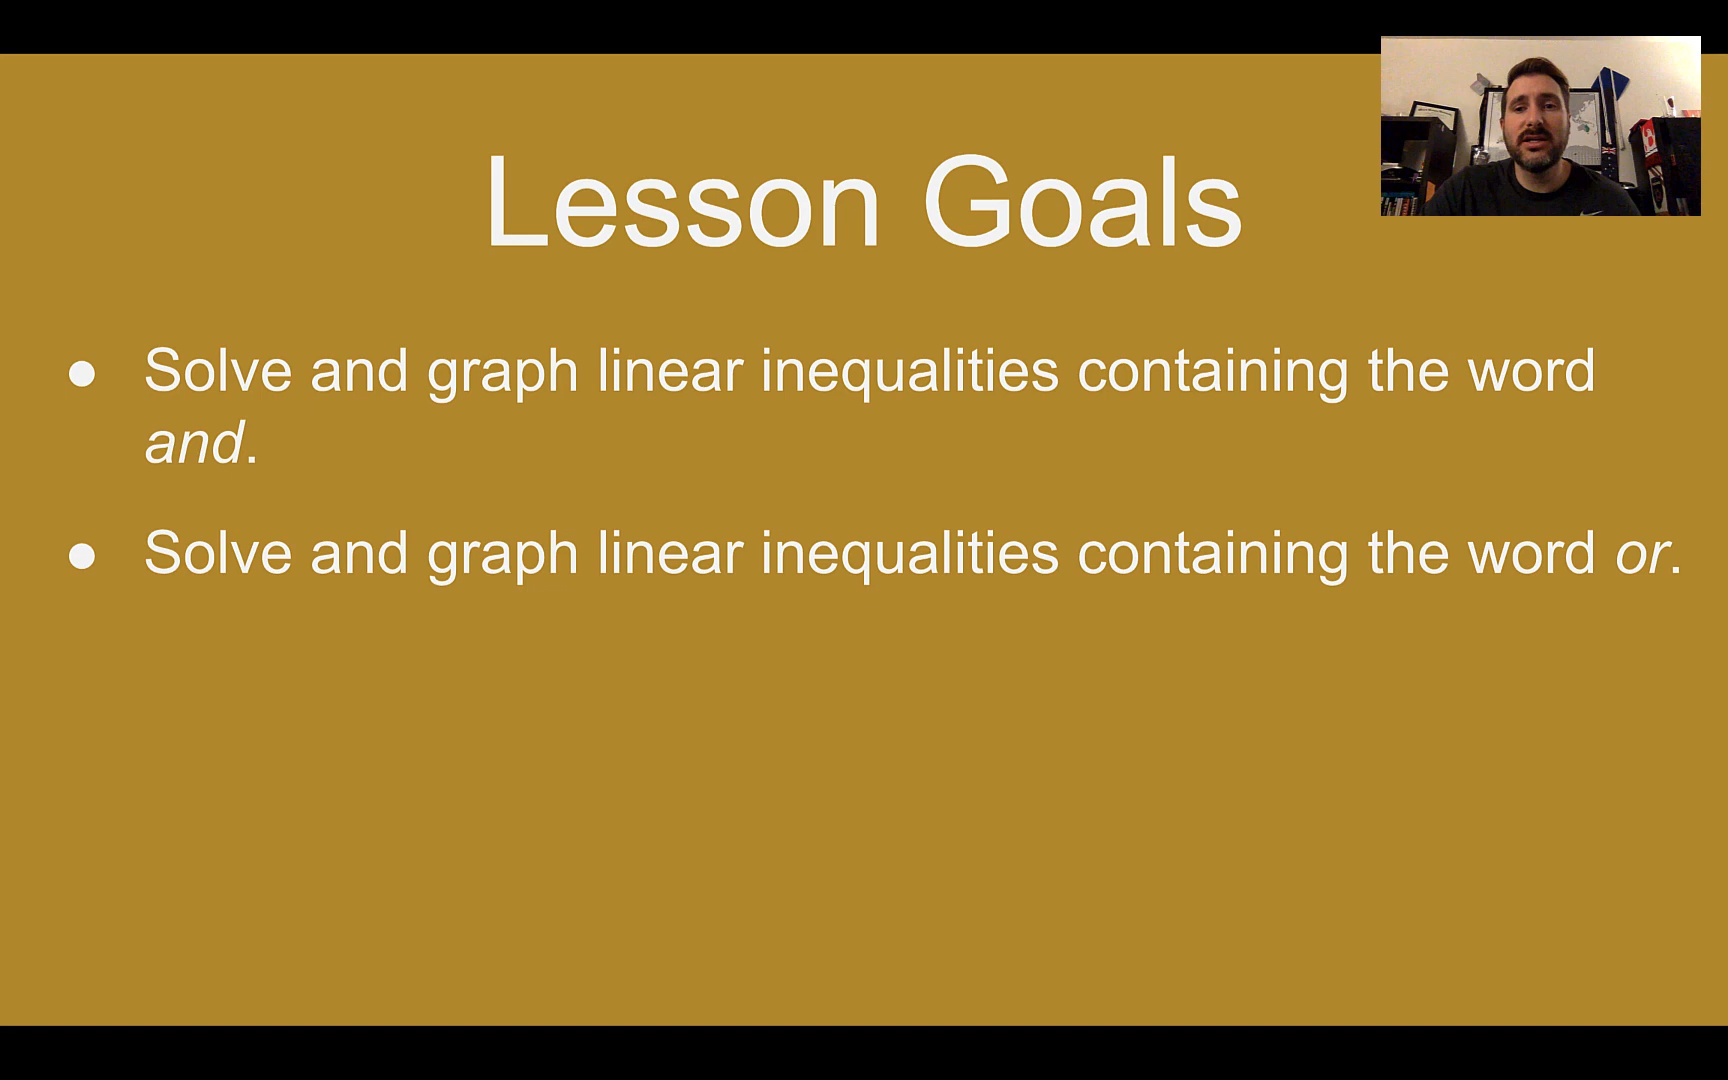 Lesson Goals
● Solve and graph linear inequalities containing the word
and.
● Solve and graph linear inequalities containing the word or.